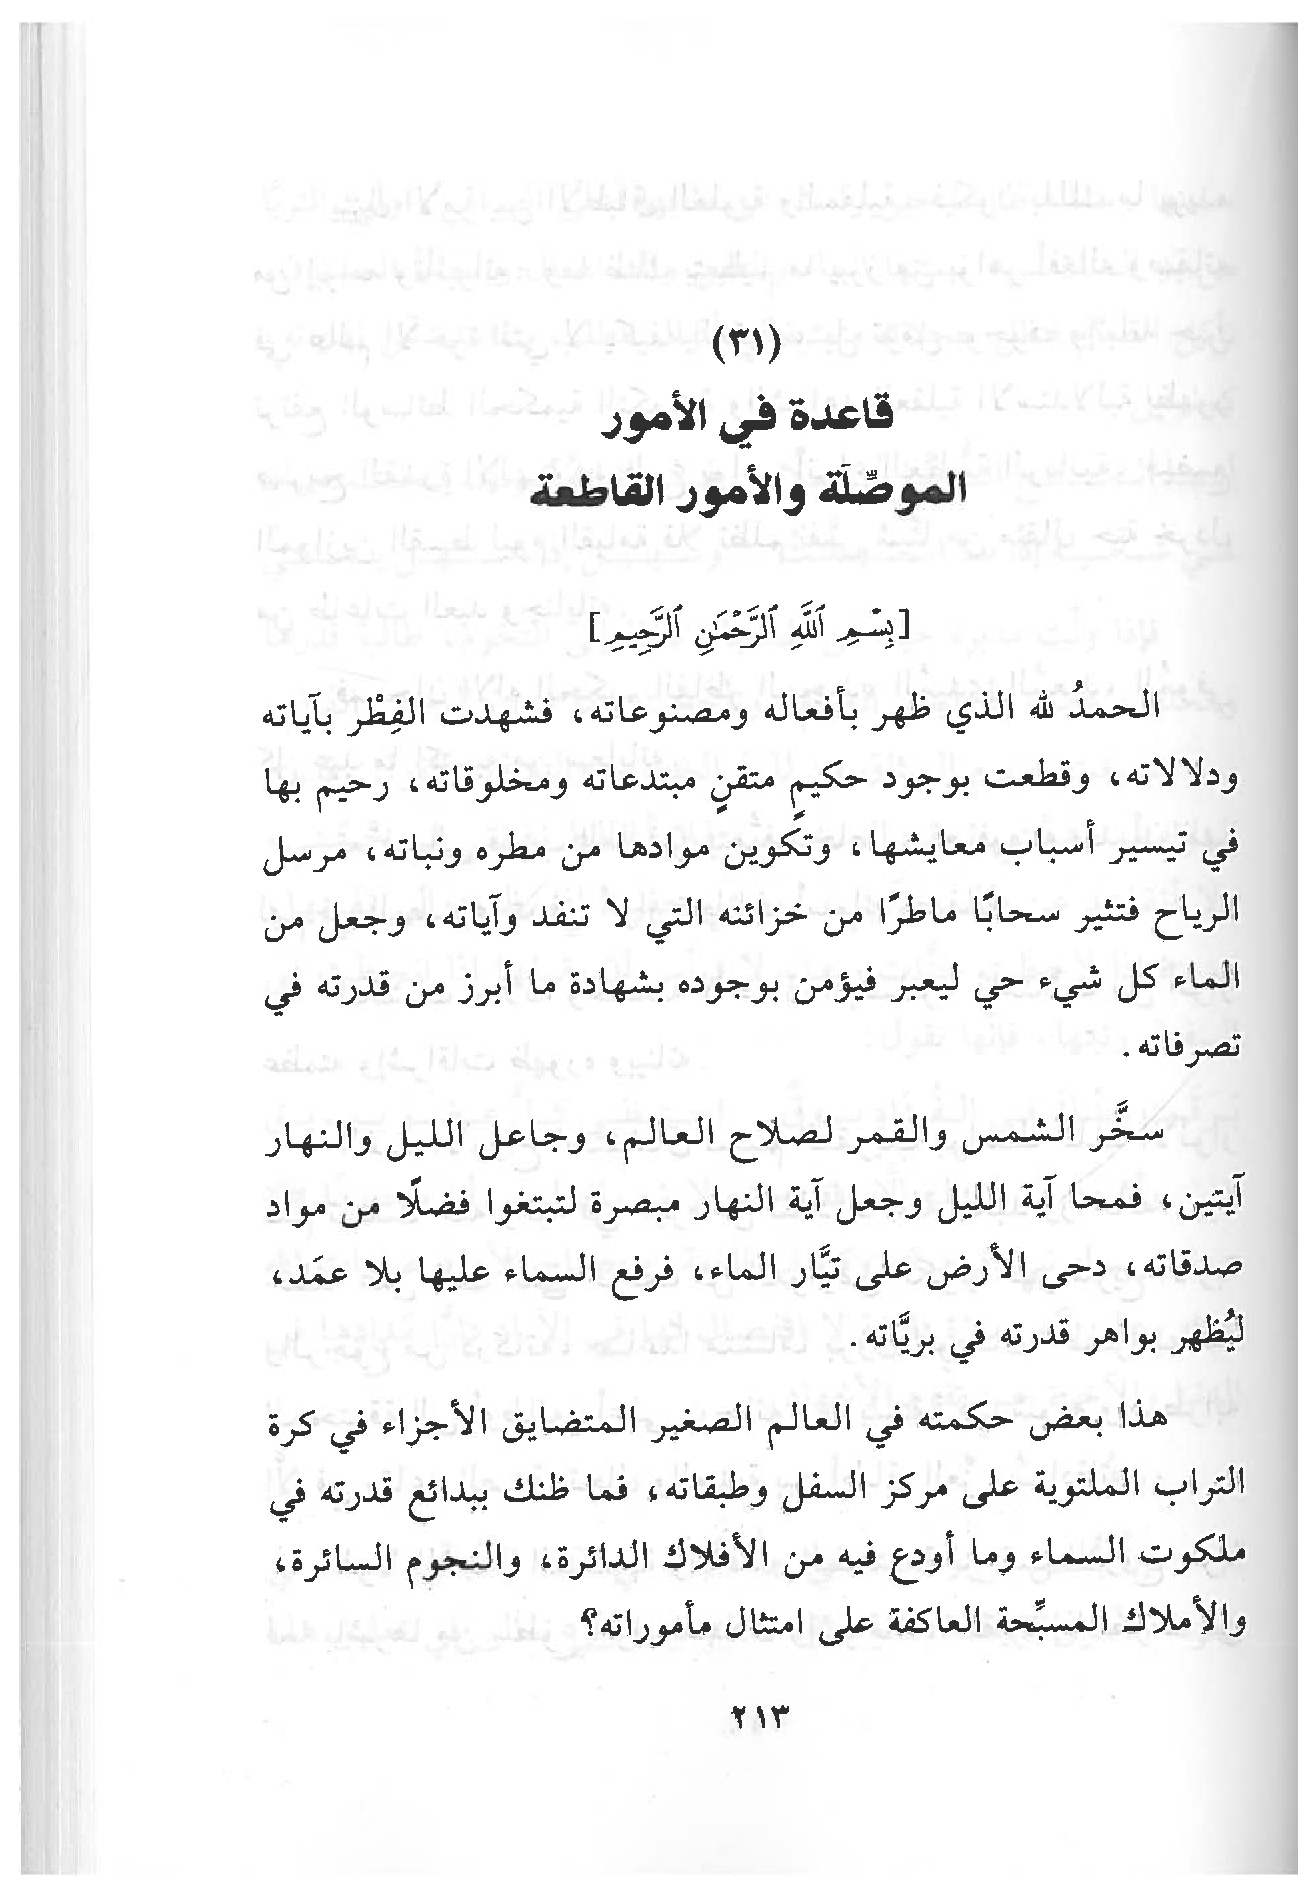 (٣١)
قاعدة في الأمور
الموصِّلَة والأمور القاطعة
[بِسْمِ ٱللَّهِ ٱلرَّحْمَٰنِ ٱلرَّحِيمِ]
الحمدُ لله الذي ظهر بأفعاله ومصنوعاته، فشهدت الفِطْر بآياته
ودلالاته، وقطعت بوجود حكيمٍ متقنٍ مبتدعاته ومخلوقاته، رحيم بها
في تيسير أسباب معايشها، وتكوين موادها من مطره ونباته، مرسل
الرياح فتثير سحابًا ماطرًا من خزائنه التي لا تنفد وآياته، وجعل من
الماء كل شيء حي ليعبر فيؤمن بوجوده بشهادة ما أبرز من قدرته في
تصرفاته.
سخَّر الشمس والقمر لصلاح العالم، وجاعل الليل والنهار
آيتين، فمحا آية الليل وجعل آية النهار مبصرة لتبتغوا فضلًا من مواد
صدقاته، دحى الأرض على تيَّار الماء، فرفع السماء عليها بلا عمَد،
ليُظهر بواهر قدرته في بريَّاته.
هذا بعض حكمته في العالم الصغير المتضايق الأجزاء في كرة
التراب الملتوية على مركز السفل وطبقاته، فما ظنك ببدائع قدرته في
ملكوت السماء وما أودع فيه من الأفلاك الدائرة، والنجوم السائرة،
والأملاك المسبِّحة العاكفة على امتثال مأموراته؟
٢١٣